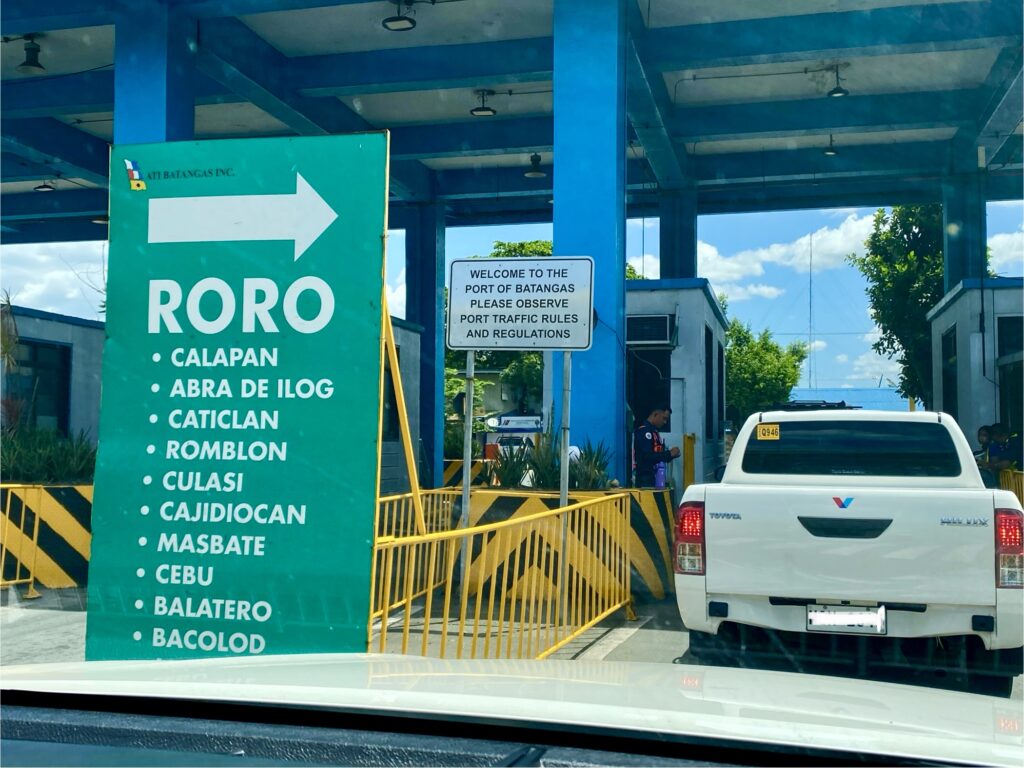 ATI BATANGAS INC.
RORO
• CALAPAN
• ABRA DE ILOG
• CATICLAN
• ROMBLON
• CULASI
• CAJIDIOCAN
• MASBATE
• CEBU
• BALATERO
• BACOLOD
WELCOME TO THE
PORT OF BATANGAS
PLEASE OBSERVE
PORT TRAFFIC RULES
AND REGULATIONS
Q946
TOYOTA
HILUX